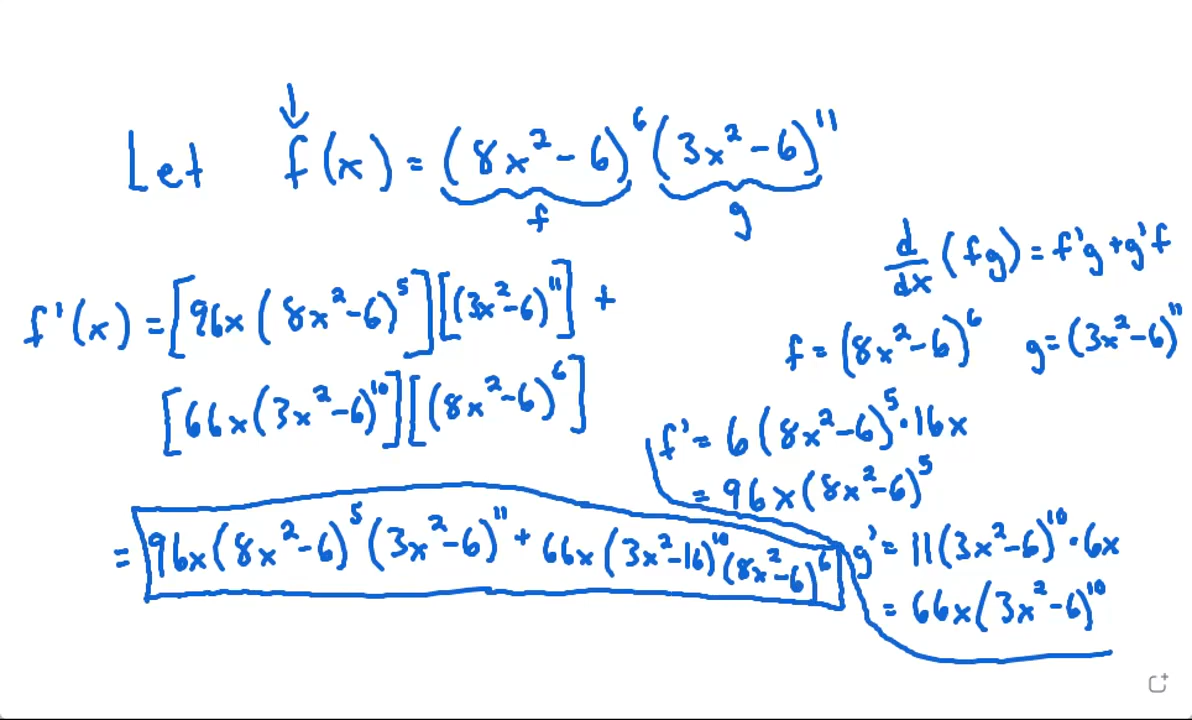 Let f(x) = (8x² - 6)⁶ (3x² - 6)¹¹
f g
d/dx (fg) = f'g + g'f
f'(x) = [96x (8x² - 6)⁵][(3x² - 6)¹¹] +
f = (8x² - 6)⁶ g = (3x² - 6)¹¹
[66x (3x² - 6)¹⁰][(8x² - 6)⁶]
f' = 6 (8x² - 6)⁵ · 16x
= 96x (8x² - 6)⁵
= 96x (8x² - 6)⁵ (3x² - 6)¹¹ + 66x (3x² - 16)¹⁰ (8x² - 6)⁶
g' = 11 (3x² - 6)¹⁰ · 6x
= 66x (3x² - 6)¹⁰